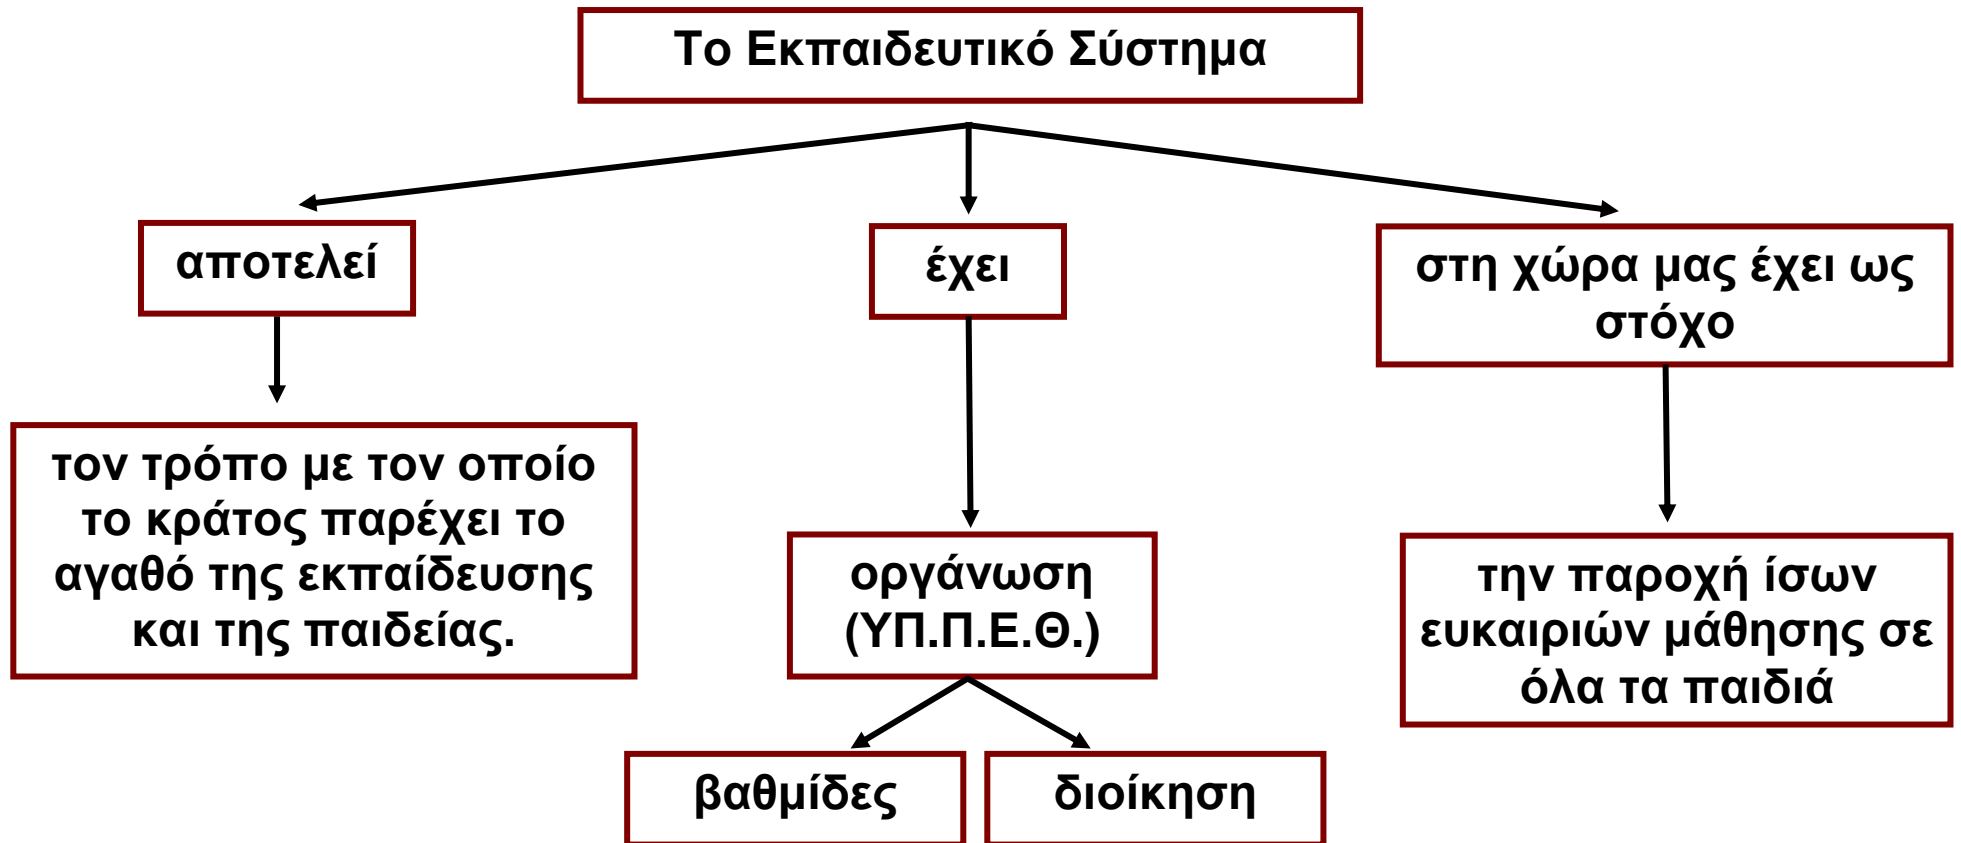 Το Εκπαιδευτικό Σύστημα
αποτελεί
έχει
στη χώρα μας έχει ως
στόχο
τον τρόπο με τον οποίο
το κράτος παρέχει το
αγαθό της εκπαίδευσης
και της παιδείας.
οργάνωση
(ΥΠ.Π.Ε.Θ.)
την παροχή ίσων
ευκαιριών μάθησης σε
όλα τα παιδιά
βαθμίδες
διοίκηση